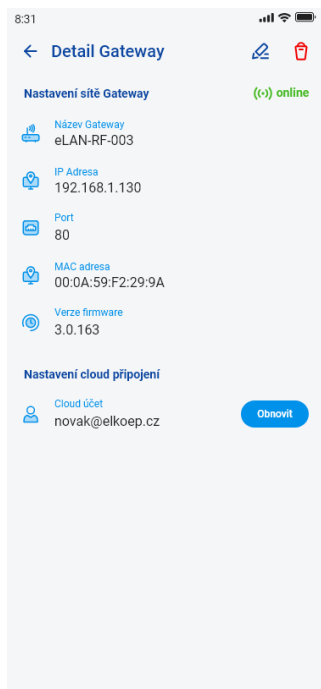 8:31
Detail Gateway
Nastavení sítě Gateway
online
Název Gateway
eLAN-RF-003
IP Adresa
192.168.1.130
Port
80
MAC adresa
00:0A:59:F2:29:9A
Verze firmware
3.0.163
Nastavení cloud připojení
Cloud účet
novak@elkoep.cz
Obnovit